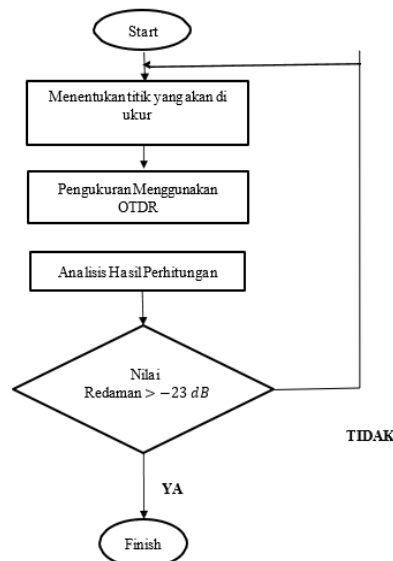 Start
Menentukan titik yang akan di
ukur
Pengukuran Menggunakan
OTDR
Analisis Hasil Perhitungan
Nilai
Redaman > −23 dB
TIDAK
YA
Finish